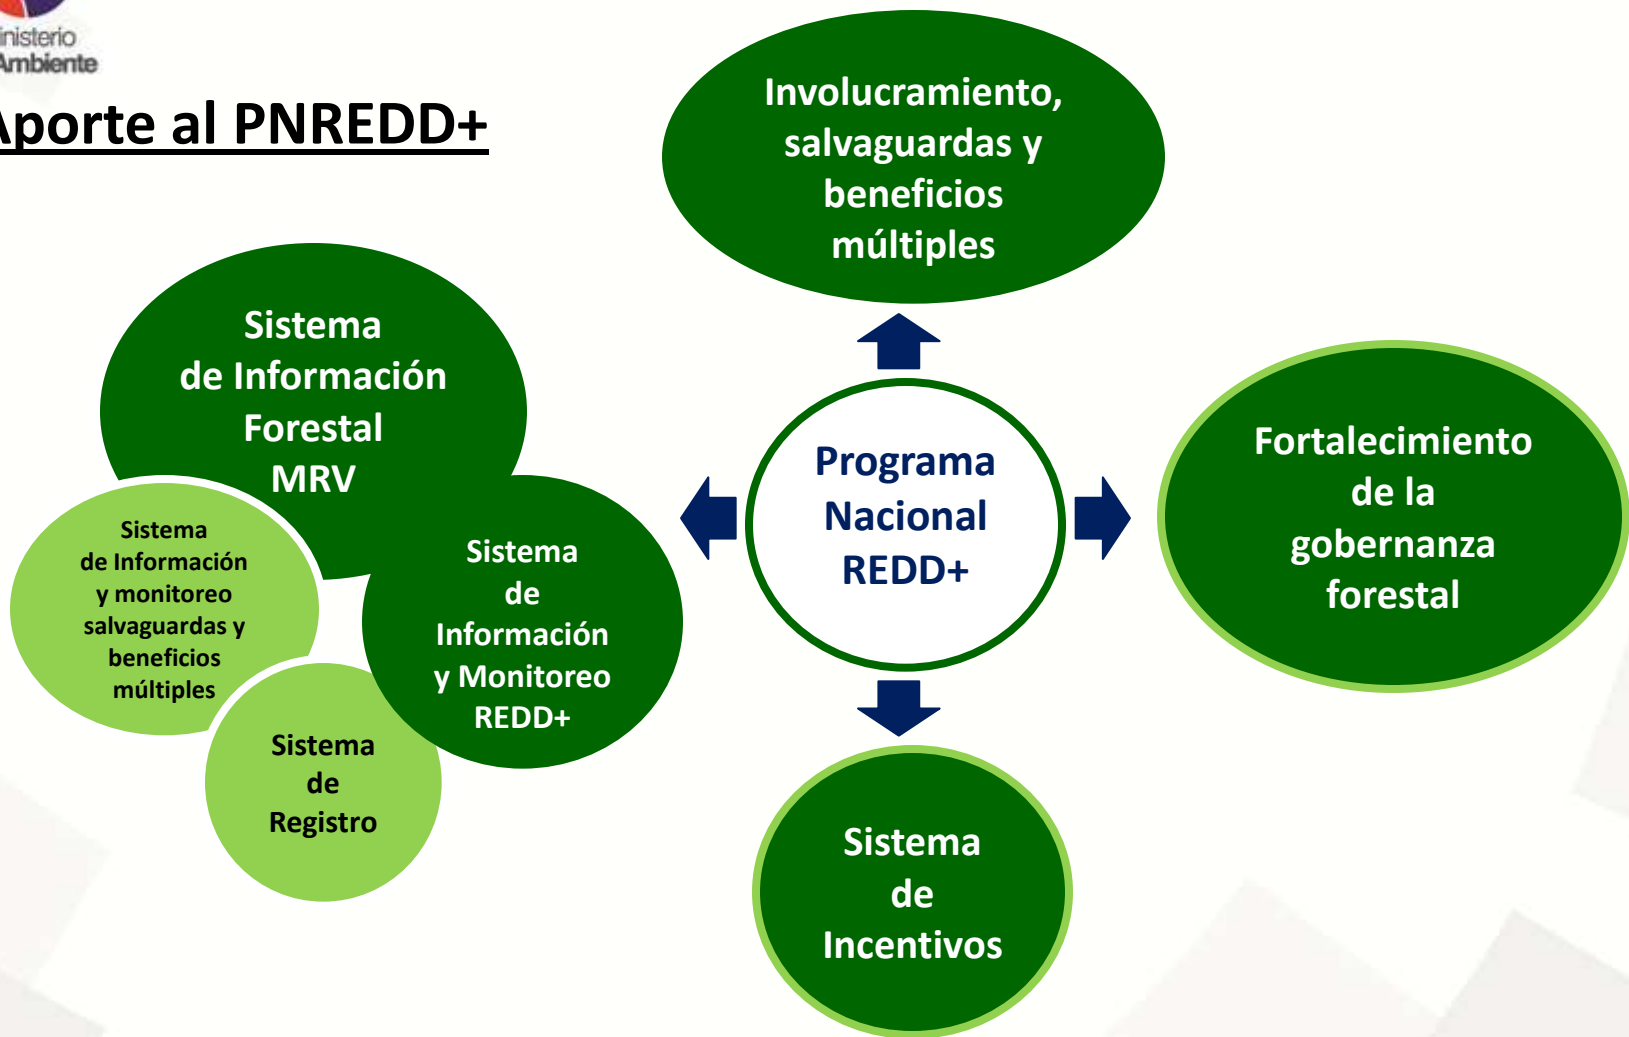 inisterio
Ambiente
Aporte al PNREDD+
Involucramiento,
salvaguardas y
beneficios
múltiples
Sistema
de Información
Forestal
MRV
Sistema
de Información
y monitoreo
salvaguardas y
beneficios
múltiples
Sistema
de
Información
y Monitoreo
REDD+
Sistema
de
Registro
Programa
Nacional
REDD+
Fortalecimiento
de la
gobernanza
forestal
Sistema
de
Incentivos